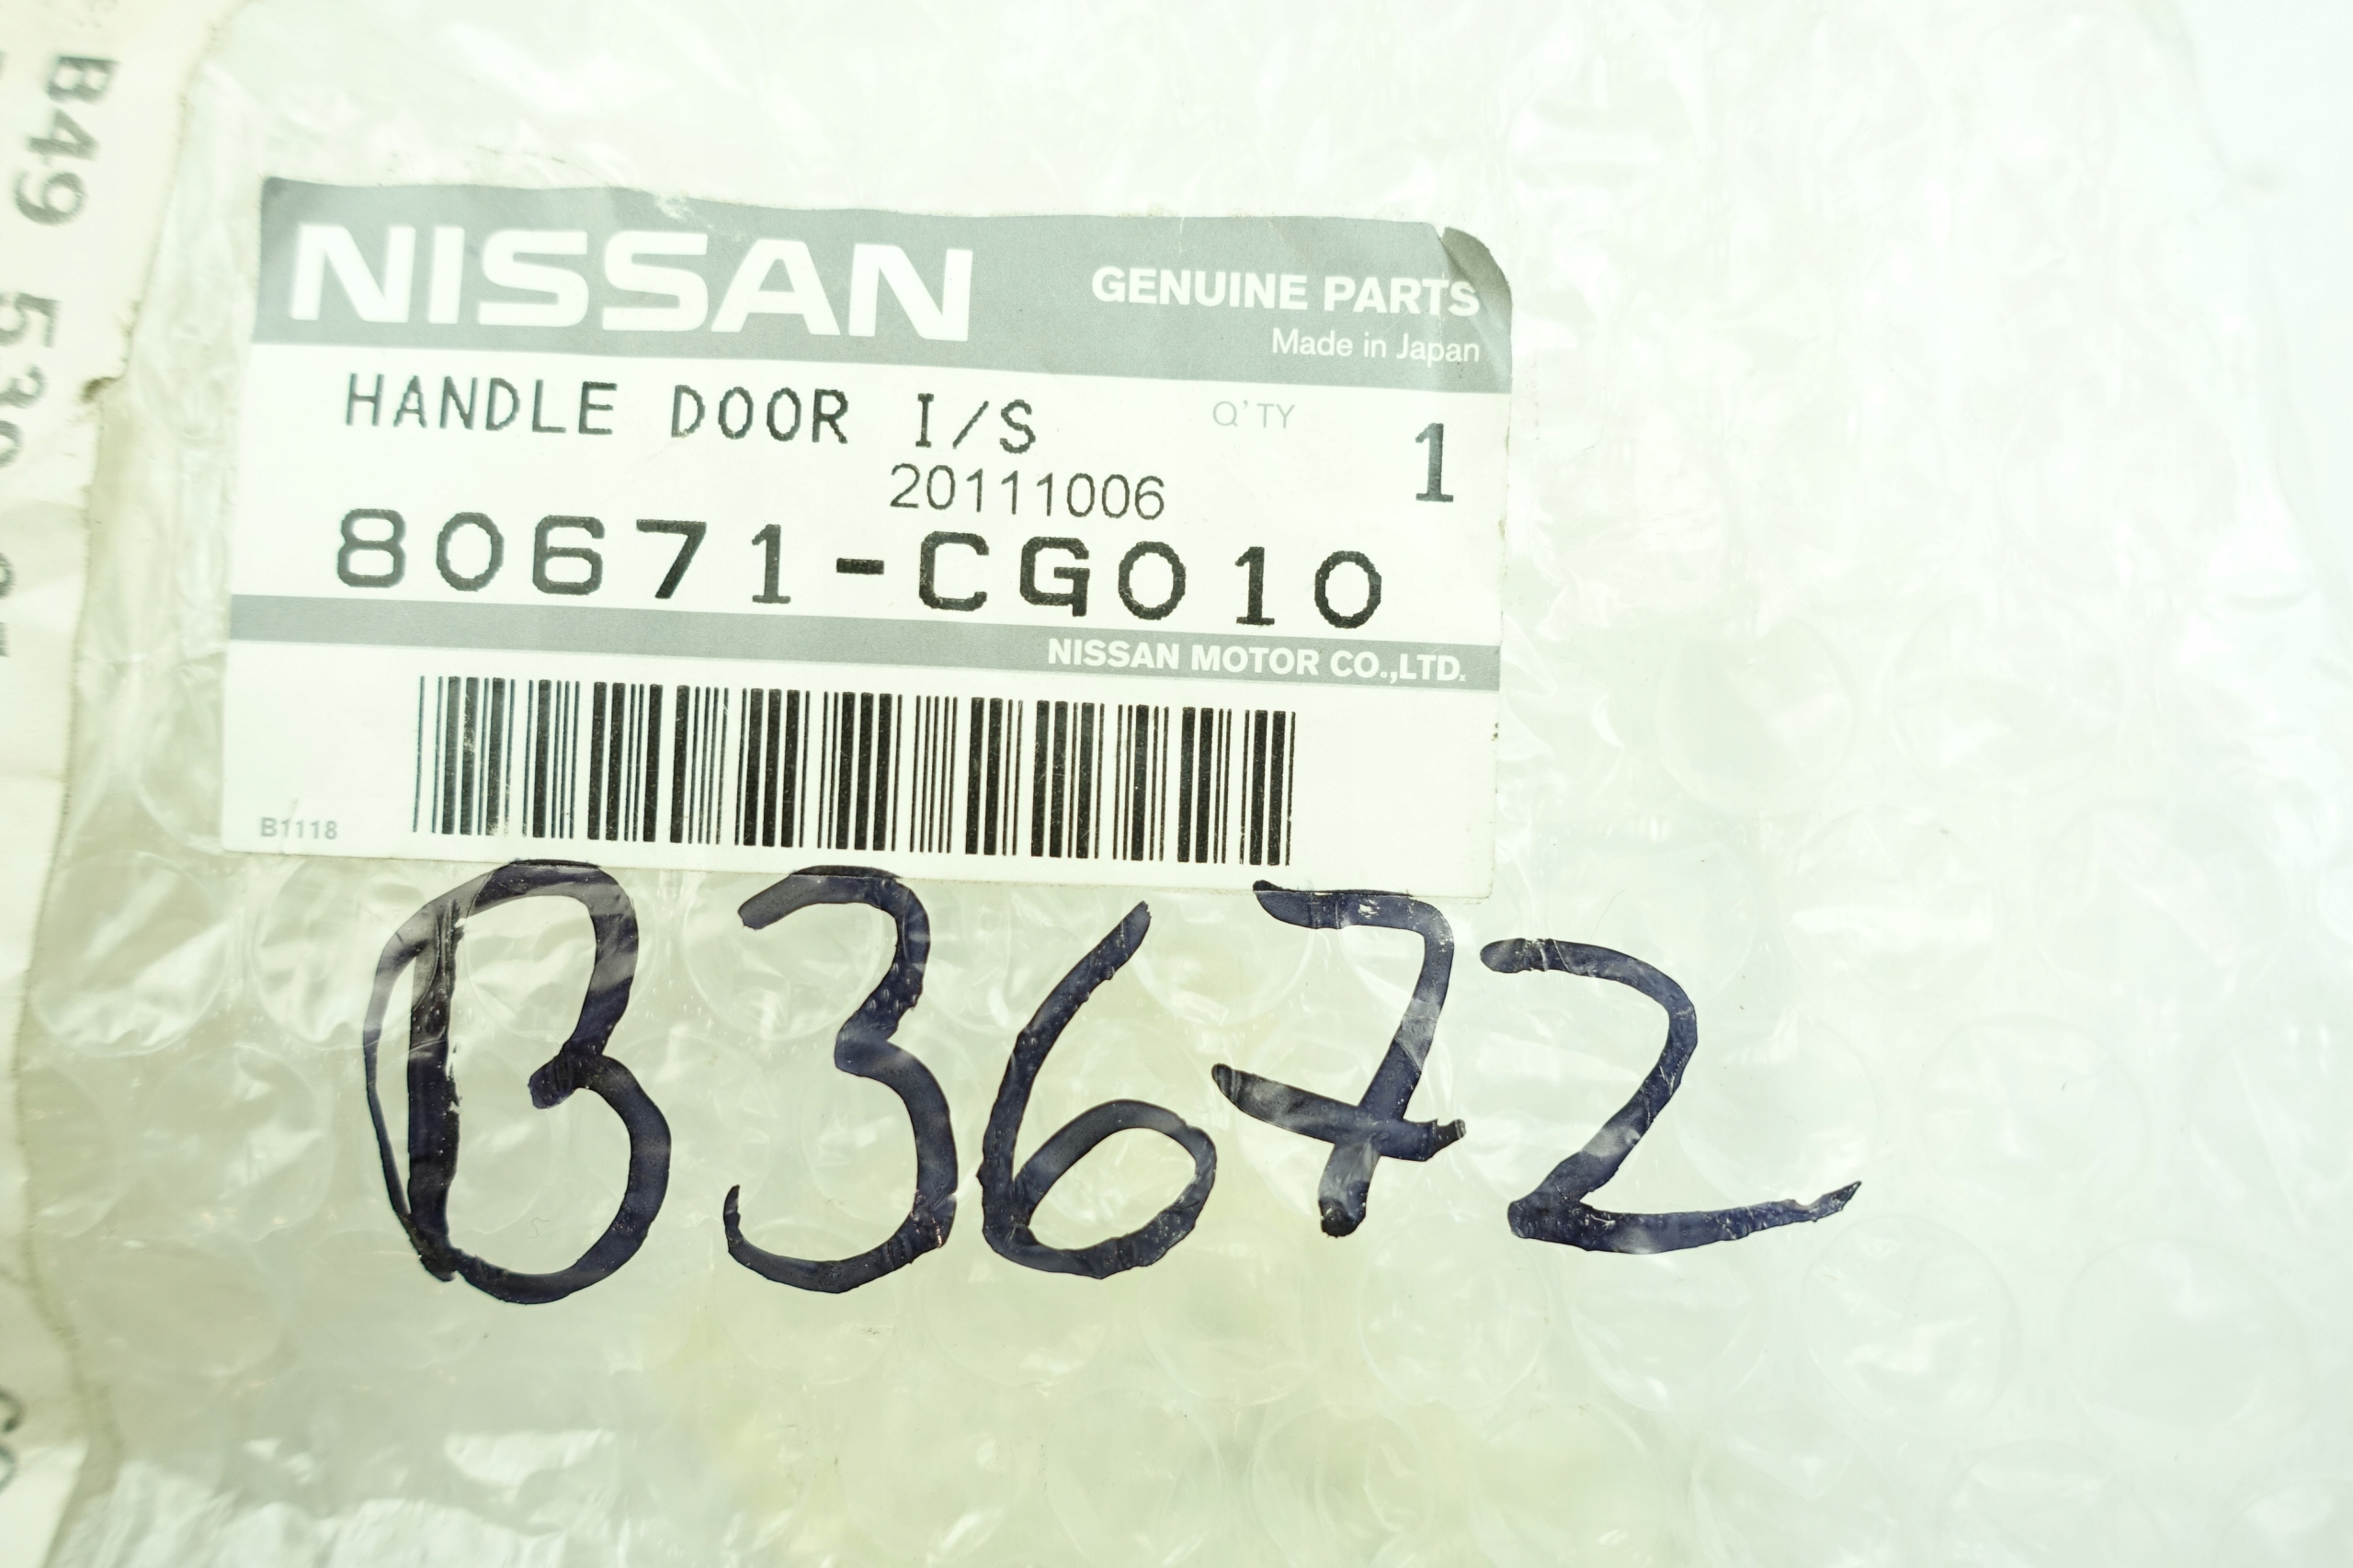 NISSAN
GENUINE PARTS
Made in Japan
HANDLE DOOR I/S
Q'TY 1
20111006
80671-CG010
NISSAN MOTOR CO.,LTD.
B1118
B3672
B49